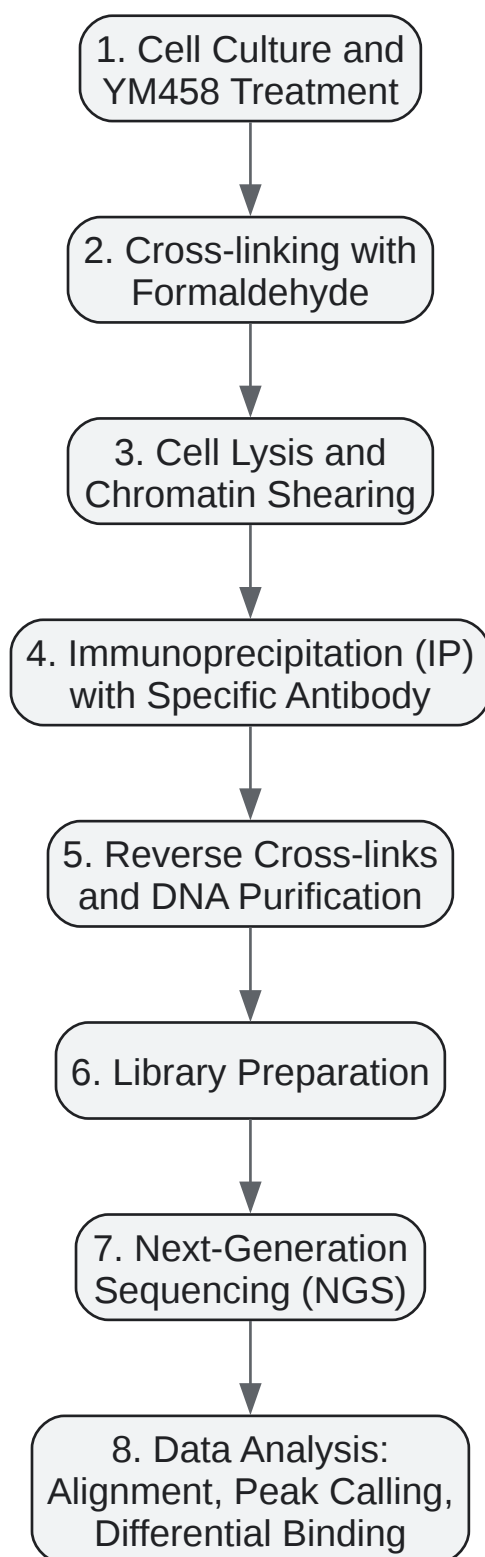 1. Cell Culture and
YM458 Treatment
2. Cross-linking with
Formaldehyde
3. Cell Lysis and
Chromatin Shearing
4. Immunoprecipitation (IP)
with Specific Antibody
5. Reverse Cross-links
and DNA Purification
6. Library Preparation
7. Next-Generation
Sequencing (NGS)
8. Data Analysis:
Alignment, Peak Calling,
Differential Binding